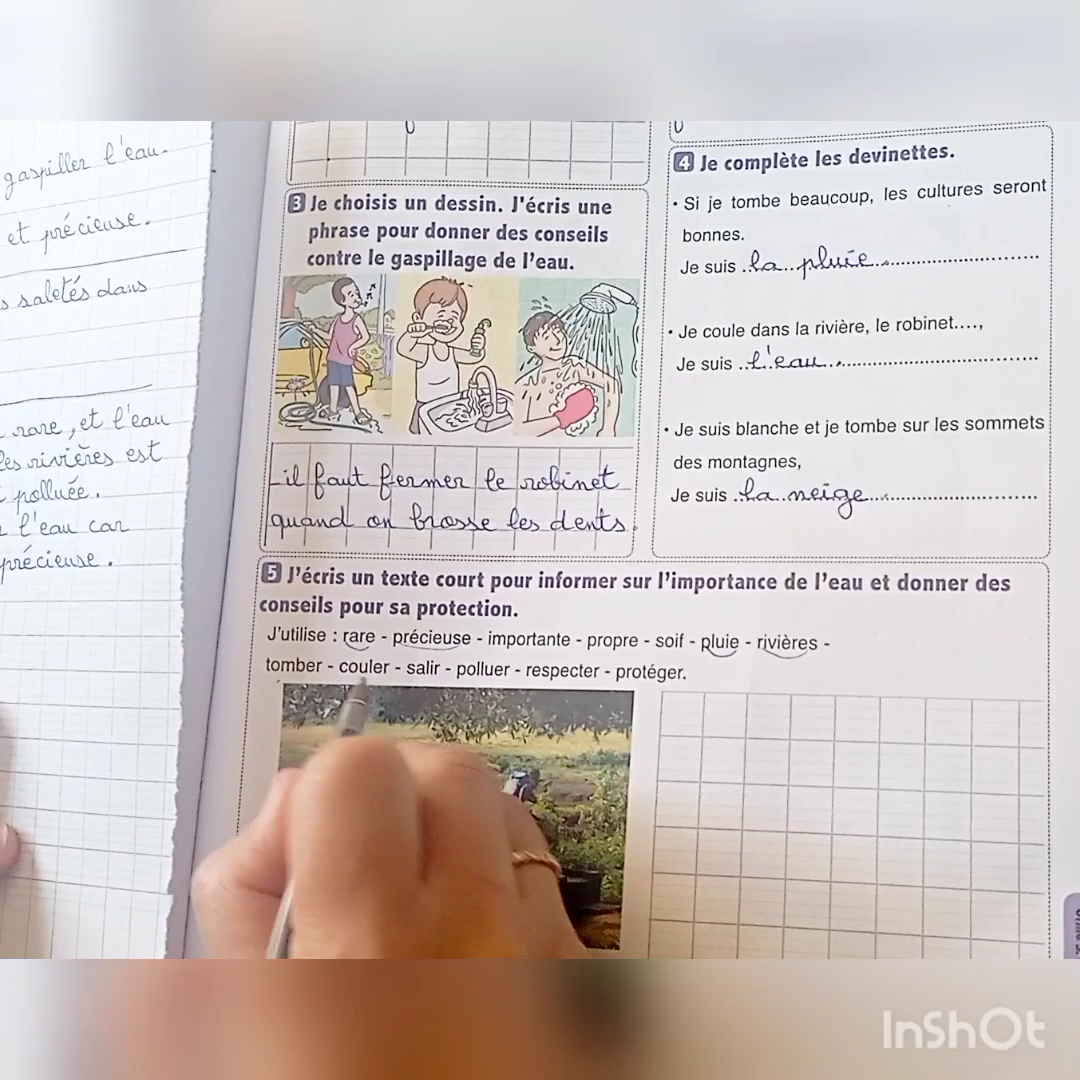 gaspiller l'eau.
et précieuse.
saletés dans
rare, et l'eau
les rivières est
polluée.
l'eau car
précieuse.
3 Je choisis un dessin. J'écris une
phrase pour donner des conseils
contre le gaspillage de l'eau.
-il faut fermer le robinet
quand on brosse les dents.
4 Je complète les devinettes.
• Si je tombe beaucoup, les cultures seront
bonnes.
Je suis la pluie
• Je coule dans la rivière, le robinet....,
Je suis l'eau
• Je suis blanche et je tombe sur les sommets
des montagnes,
Je suis la neige
5 J'écris un texte court pour informer sur l'importance de l'eau et donner des
conseils pour sa protection.
J'utilise : rare - précieuse - importante - propre - soif - pluie - rivières -
tomber - couler - salir - polluer - respecter - protéger.
InShOt